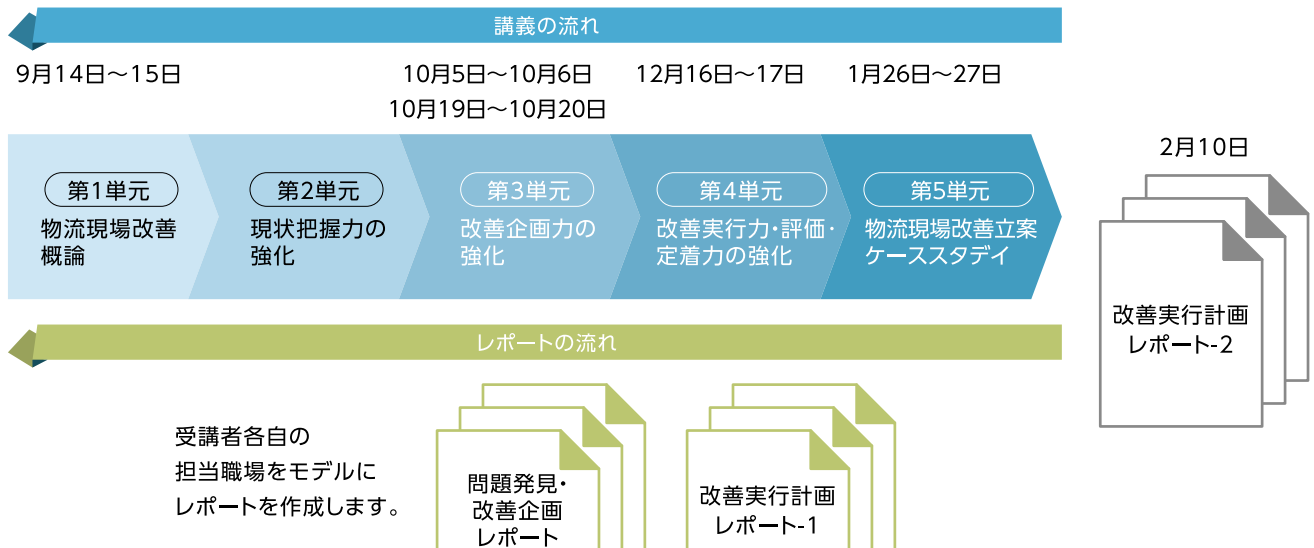 講義の流れ
9月14日～15日
10月5日～10月6日
10月19日～10月20日
12月16日～17日
1月26日～27日
第1単元
物流現場改善
概論
第2単元
現状把握力の
強化
第3単元
改善企画力の
強化
第4単元
改善実行力・評価・
定着力の強化
第5単元
物流現場改善立案
ケーススタデイ
2月10日
改善実行計画
レポート-2
レポートの流れ
受講者各自の
担当職場をモデルに
レポートを作成します。
問題発見・
改善企画
レポート
改善実行計画
レポート-1